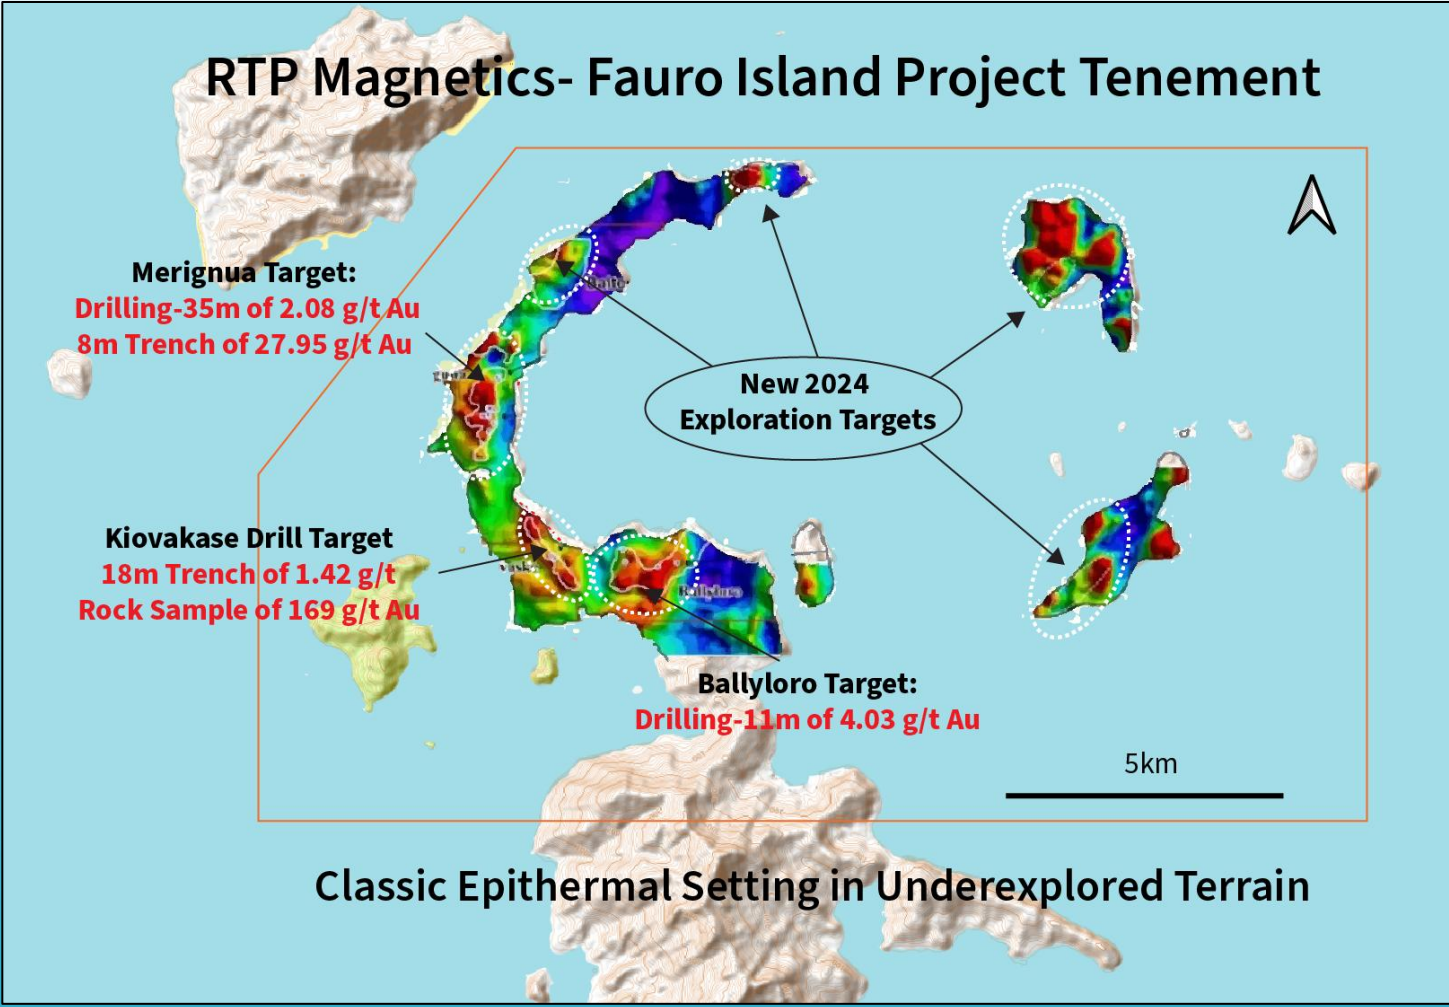 RTP Magnetics- Fauro Island Project Tenement
Merignua Target:
Drilling-35m of 2.08 g/t Au
8m Trench of 27.95 g/t Au
New 2024
Exploration Targets
Kiovakase Drill Target
18m Trench of 1.42 g/t
Rock Sample of 169 g/t Au
Ballyloro
Ballyloro Target:
Drilling-11m of 4.03 g/t Au
5km
Classic Epithermal Setting in Underexplored Terrain